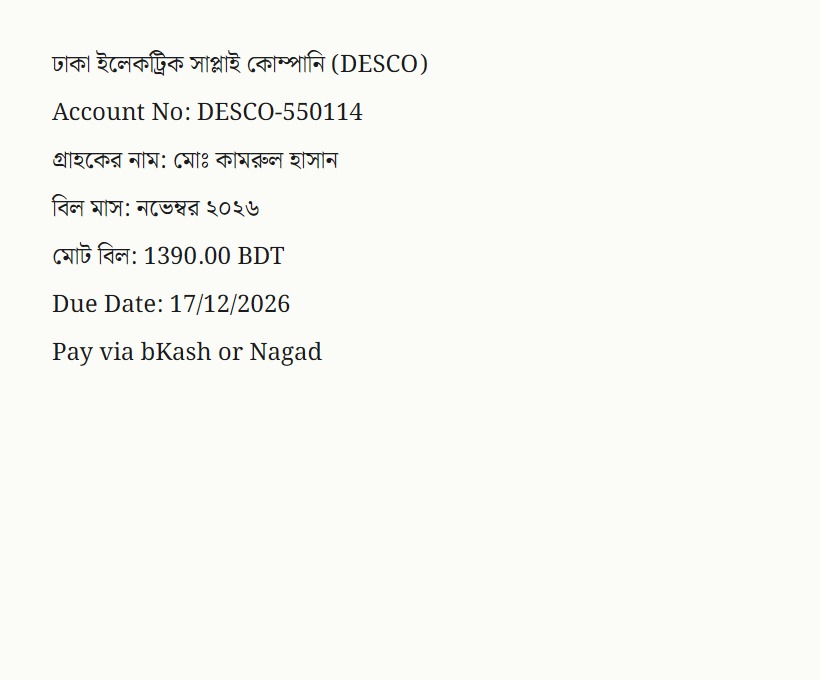 ঢাকা ইলেকট্রিক সাপ্লাই কোম্পানি (DESCO)
Account No: DESCO-550114
গ্রাহকের নাম: মোঃ কামরুল হাসান
বিল মাস: নভেম্বর ২০২৬
মোট বিল: 1390.00 BDT
Due Date: 17/12/2026
Pay via bKash or Nagad